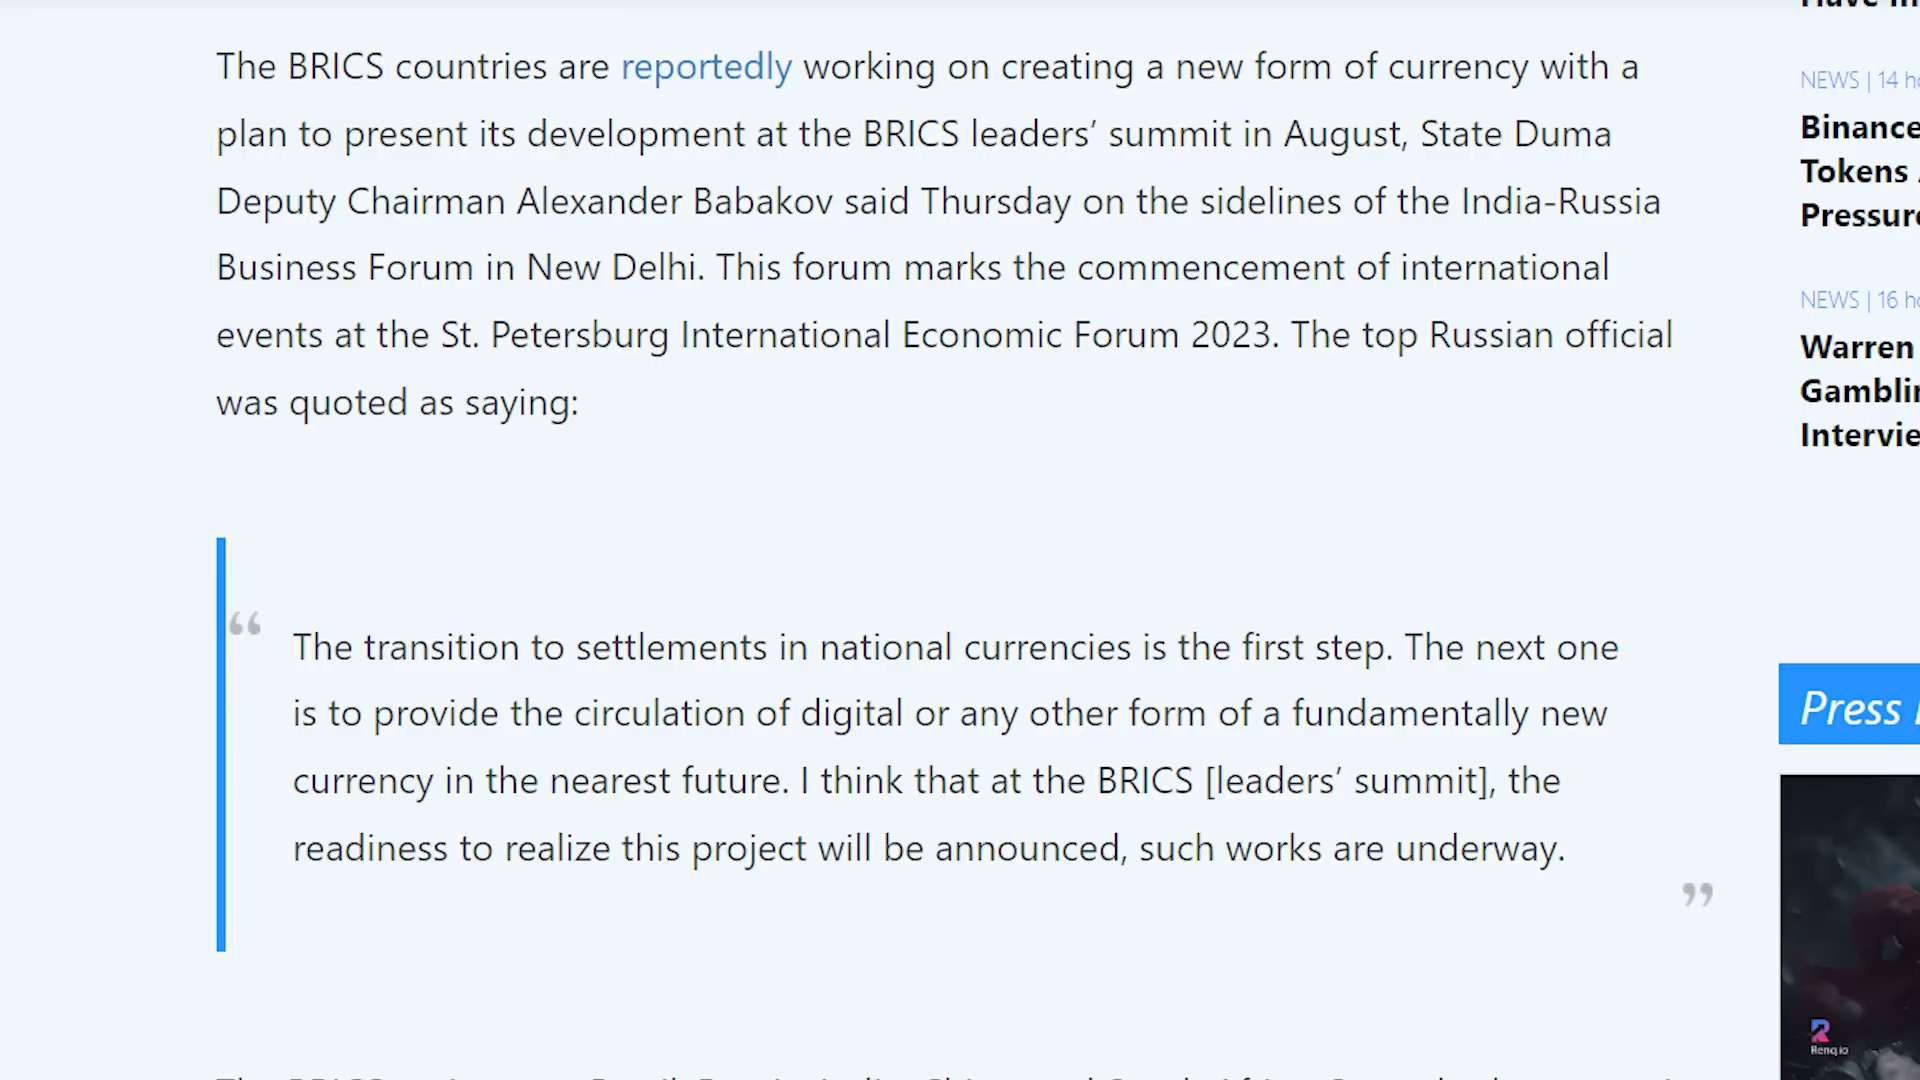 The BRICS countries are reportedly working on creating a new form of currency with a
plan to present its development at the BRICS leaders’ summit in August, State Duma
Deputy Chairman Alexander Babakov said Thursday on the sidelines of the India-Russia
Business Forum in New Delhi. This forum marks the commencement of international
events at the St. Petersburg International Economic Forum 2023. The top Russian official
was quoted as saying:
“
The transition to settlements in national currencies is the first step. The next one
is to provide the circulation of digital or any other form of a fundamentally new
currency in the nearest future. I think that at the BRICS [leaders’ summit], the
readiness to realize this project will be announced, such works are underway.
”
NEWS | 14
Binance
Tokens
Pressure
NEWS | 16
Warren
Press
Renq.io